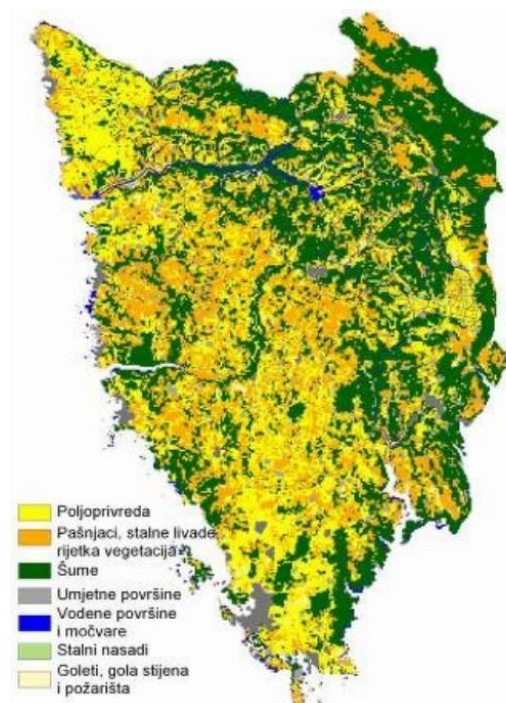 Poljoprivreda
Pašnjaci, stalne livade
rijetka vegetacija
Šume
Umjetne površine
Vodene površine
i močvare
Stalni nasadi
Goleti, gola stijena
i požarišta